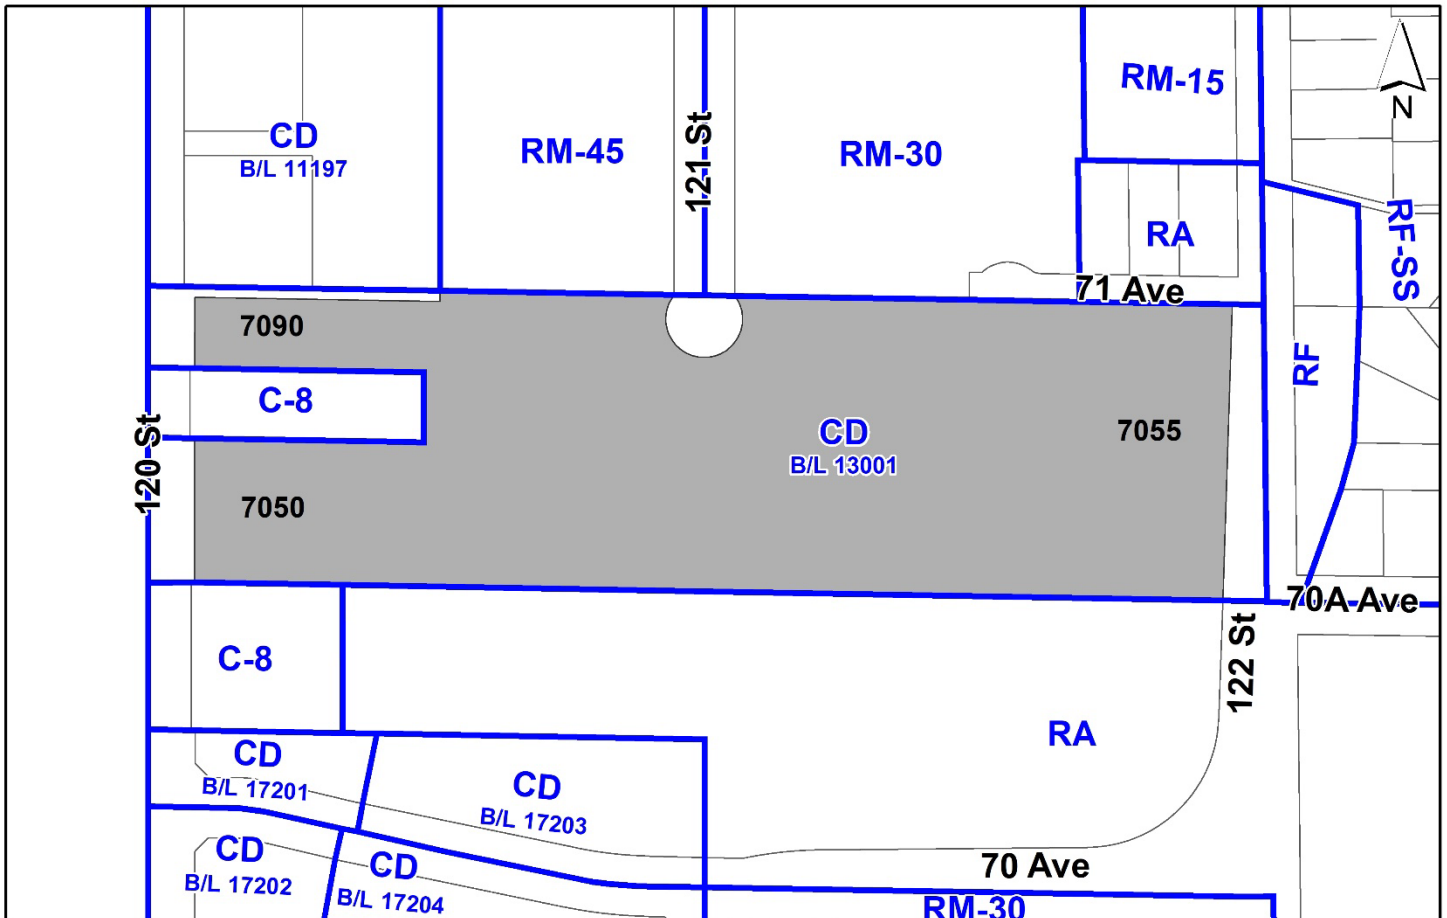 RM-15
N
CD
B/L 11197
RM-45
121 St
RM-30
RA
RF-SS
71 Ave
7090
RF
C-8
120 St
CD
B/L 13001
7055
7050
70A Ave
122 St
C-8
RA
CD
B/L 17201
CD
B/L 17203
CD
B/L 17202
CD
B/L 17204
70 Ave
RM-30